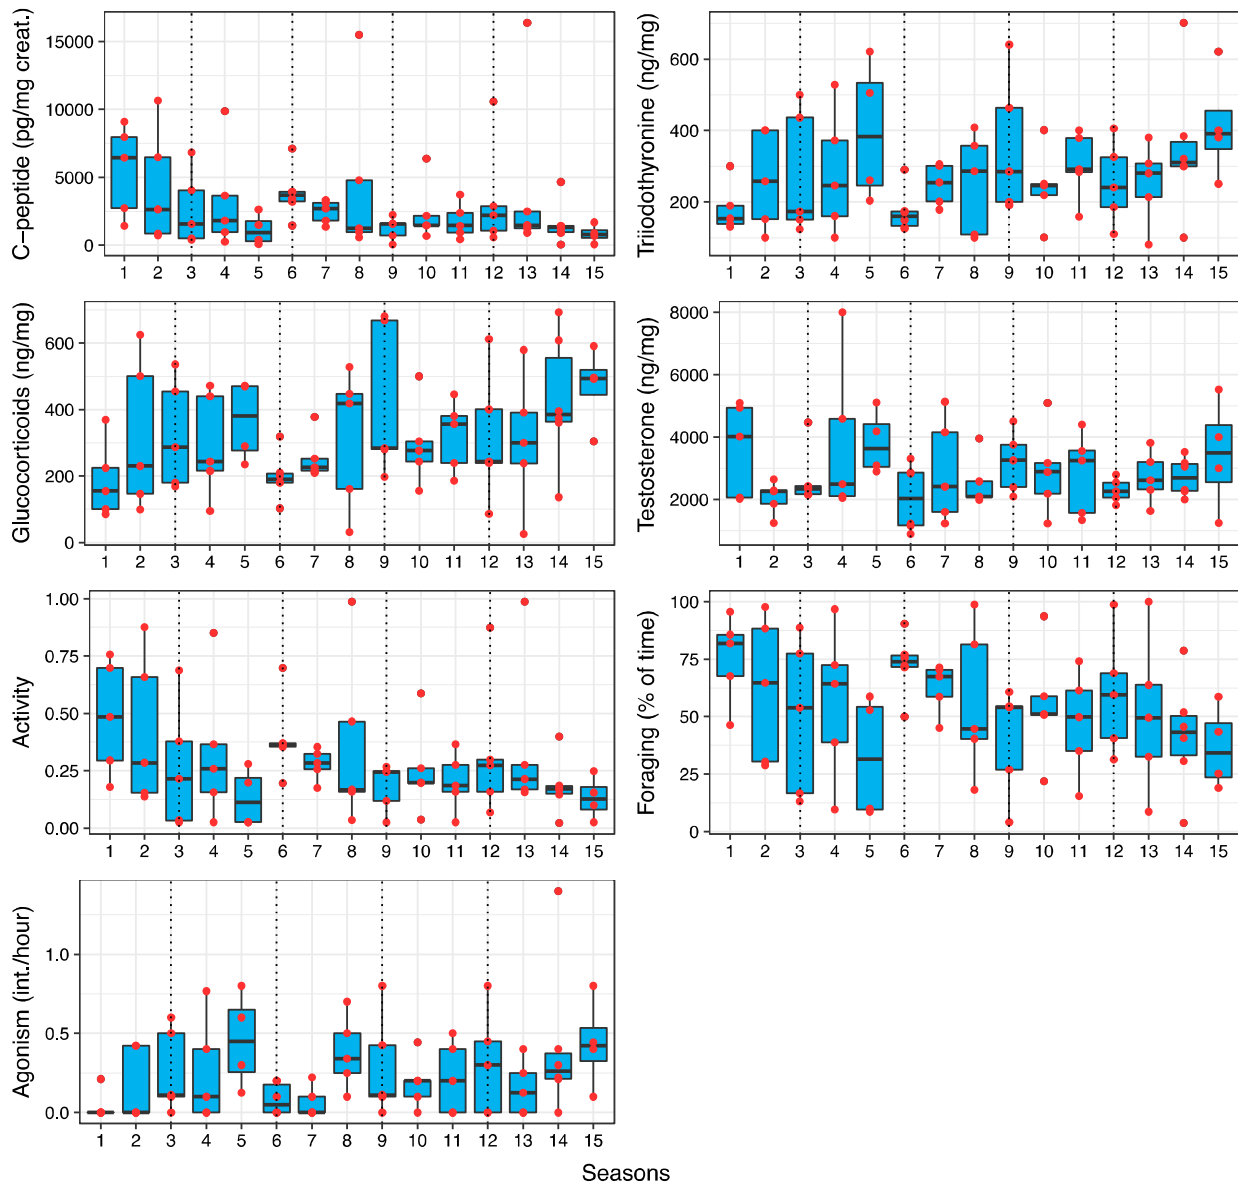 C−peptide (pg/mg creat.)
15000
10000
5000
0
1 2 3 4 5 6 7 8 9 10 11 12 13 14 15
Triiodothyronine (ng/mg)
600
400
200
1 2 3 4 5 6 7 8 9 10 11 12 13 14 15
Glucocorticoids (ng/mg)
600
400
200
0
1 2 3 4 5 6 7 8 9 10 11 12 13 14 15
Testosterone (ng/mg)
8000
6000
4000
2000
1 2 3 4 5 6 7 8 9 10 11 12 13 14 15
Activity
1.00
0.75
0.50
0.25
0.00
1 2 3 4 5 6 7 8 9 10 11 12 13 14 15
Foraging (% of time)
100
75
50
25
0
1 2 3 4 5 6 7 8 9 10 11 12 13 14 15
Agonism (int./hour)
1.0
0.5
0.0
1 2 3 4 5 6 7 8 9 10 11 12 13 14 15
Seasons